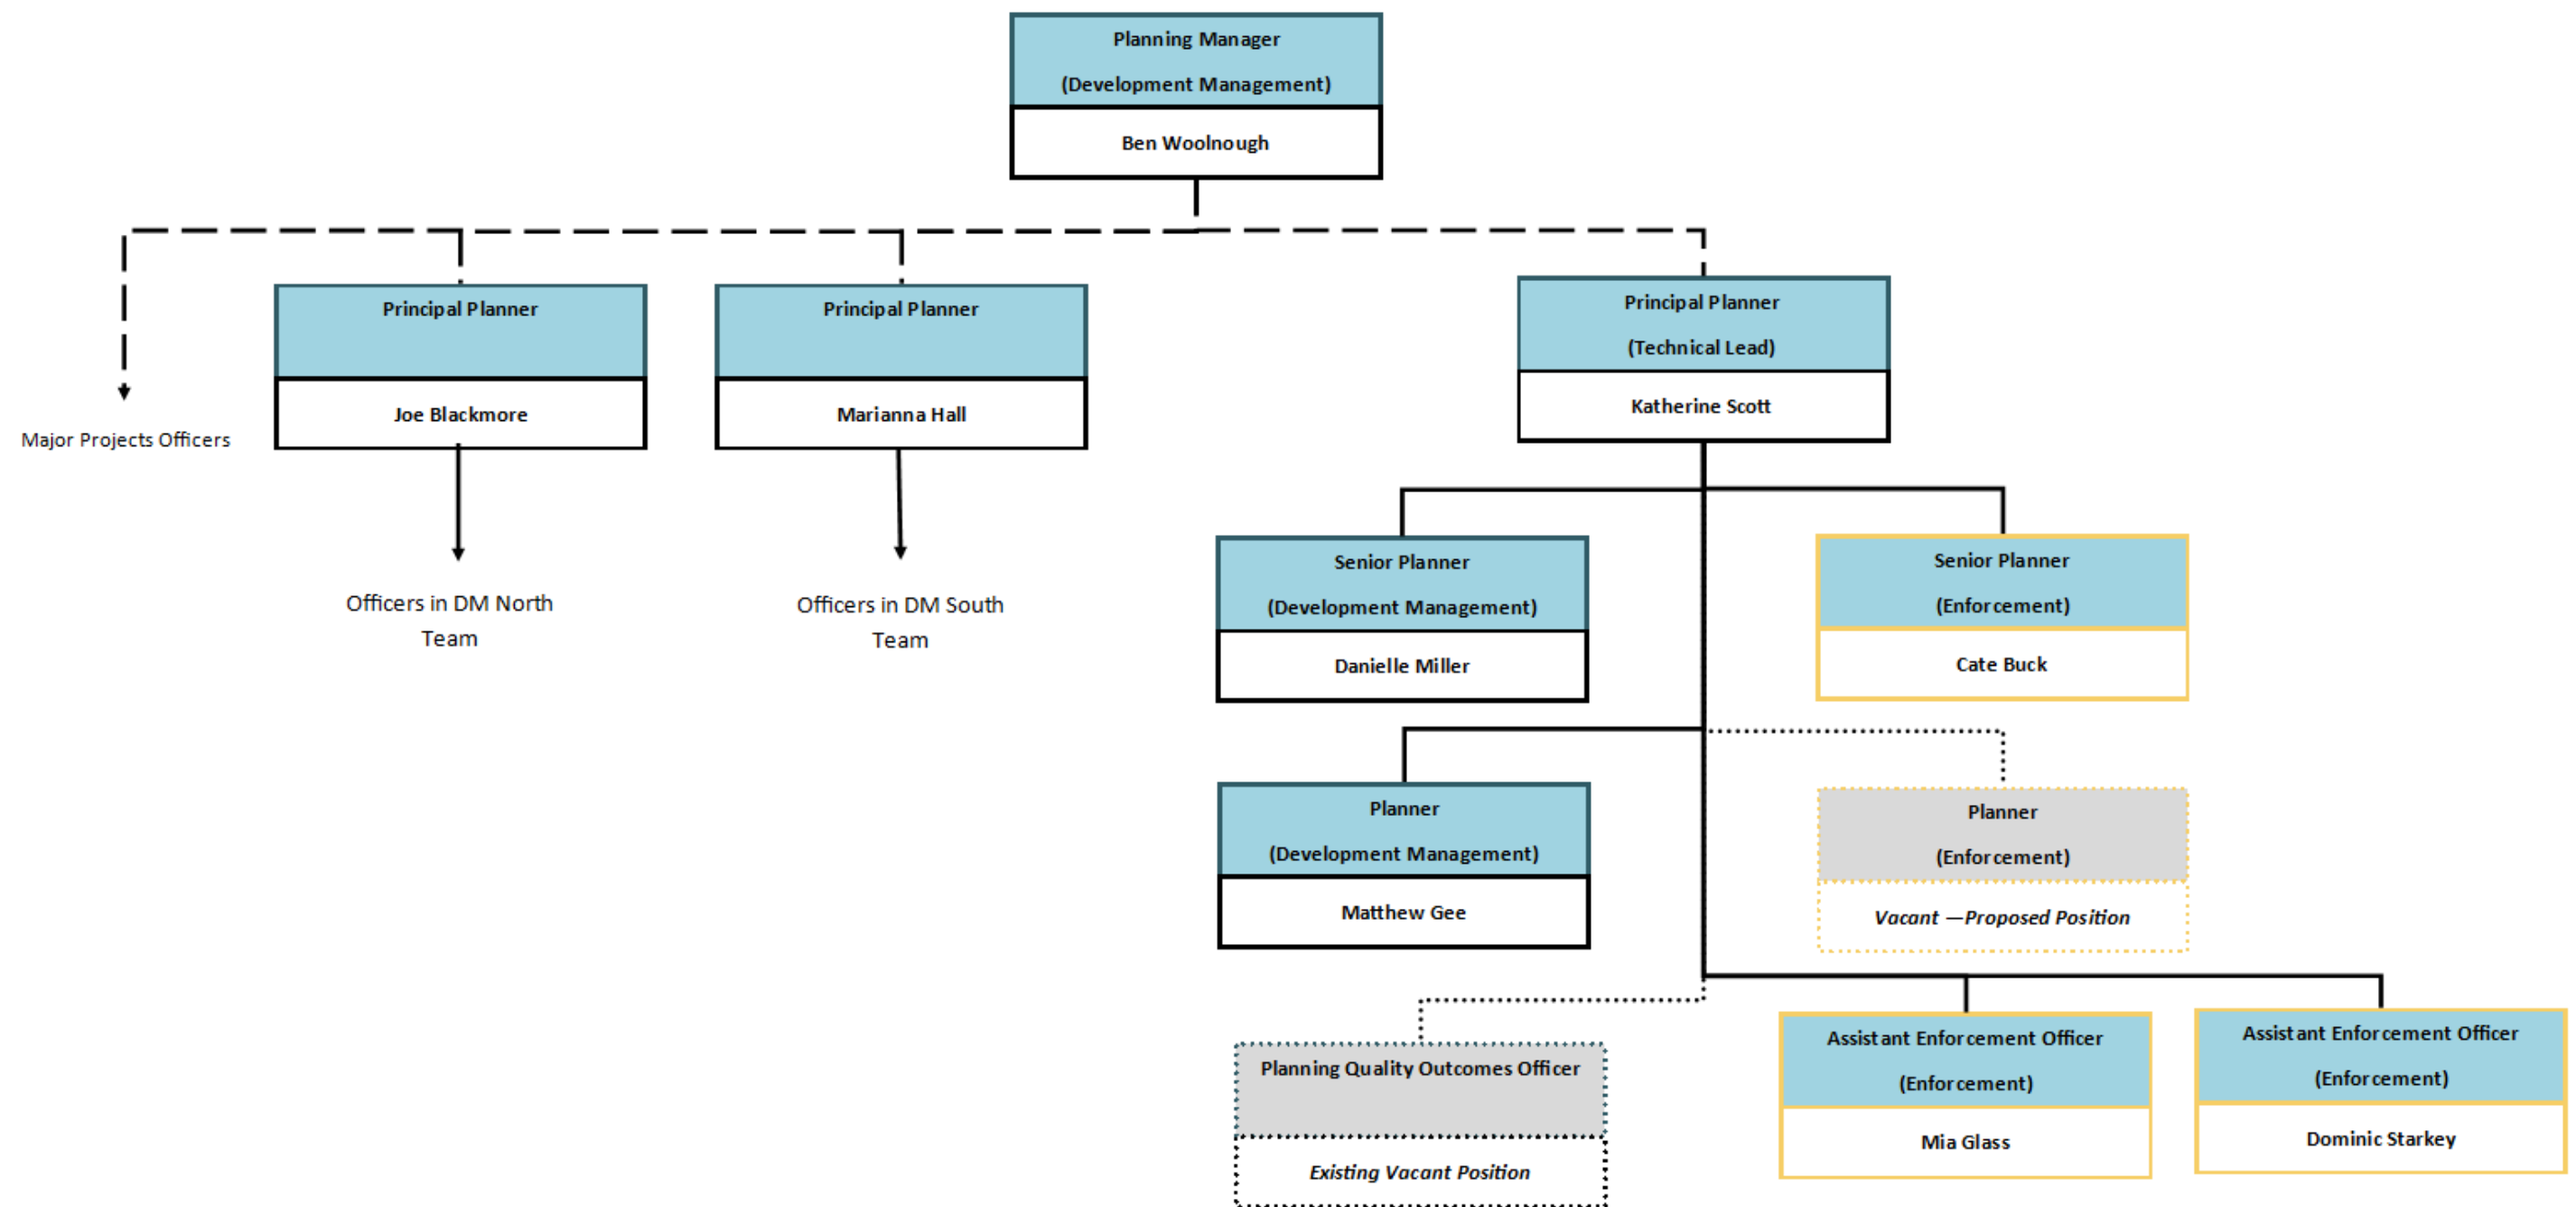 Planning Manager
(Development Management)
Ben Woolnough
Principal Planner
Joe Blackmore
Principal Planner
Marianna Hall
Principal Planner
(Technical Lead)
Katherine Scott
Major Projects Officers
Officers in DM North
Team
Officers in DM South
Team
Senior Planner
(Development Management)
Danielle Miller
Senior Planner
(Enforcement)
Cate Buck
Planner
(Development Management)
Matthew Gee
Planner
(Enforcement)
Vacant —Proposed Position
Planning Quality Outcomes Officer
Existing Vacant Position
Assistant Enforcement Officer
(Enforcement)
Mia Glass
Assistant Enforcement Officer
(Enforcement)
Dominic Starkey